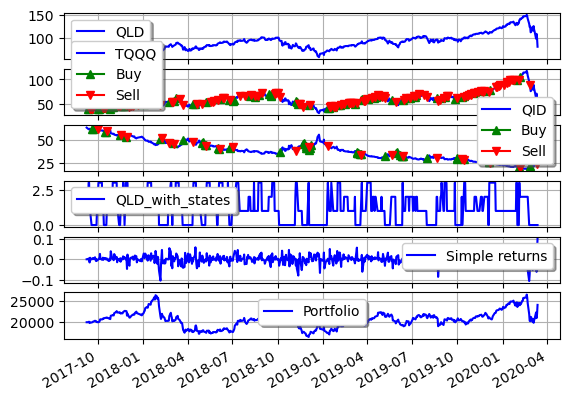 150
100
QLD
TQQQ
Buy
Sell
100
50
QID
Buy
Sell
50
25
2.5
0.0
QLD_with_states
0.1
0.0
−0.1
Simple returns
25000
20000
Portfolio
2017-10
2018-01
2018-04
2018-07
2018-10
2019-01
2019-04
2019-07
2019-10
2020-01
2020-04